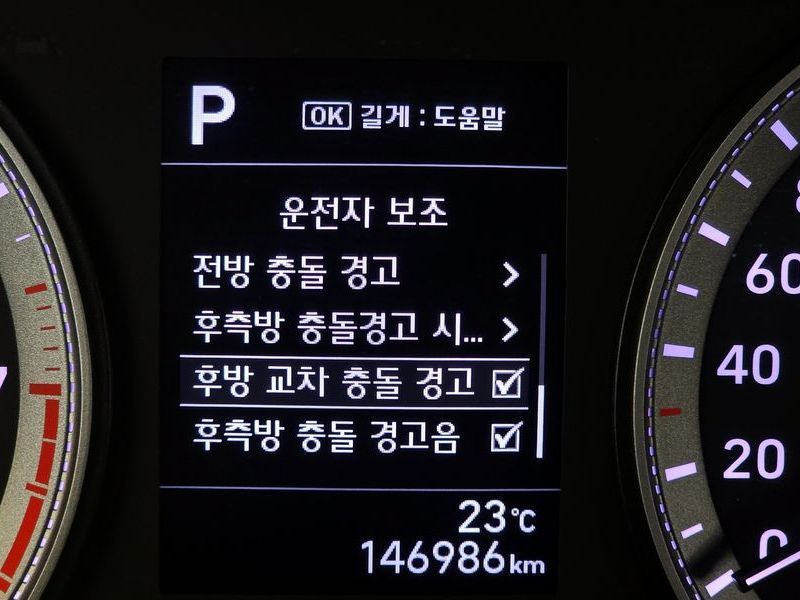 P
OK 길게 : 도움말
운전자 보조
전방 충돌 경고 >
후측방 충돌경고 시... >
후방 교차 충돌 경고 ☑
후측방 충돌 경고음 ☑
23°C
146986km
60
40
20
0